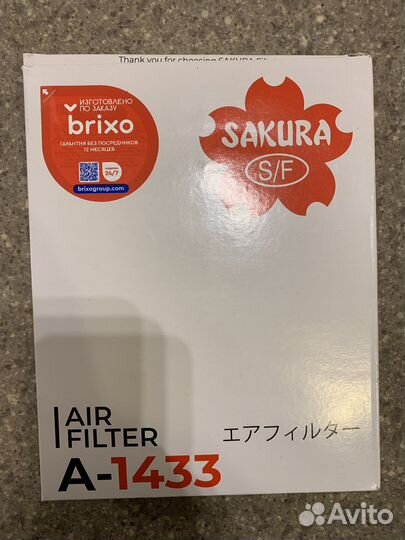 Thank you for choosing SAKURA
ИЗГОТОВЛЕНО
ПО ЗАКАЗУ
brixo
ГАРАНТИЯ БЕЗ ПОСРЕДНИКОВ
12 МЕСЯЦЕВ
24/7
brixogroup.com
SAKURA
S/F
AIR
FILTER
エアフィルター
A-1433
Avito